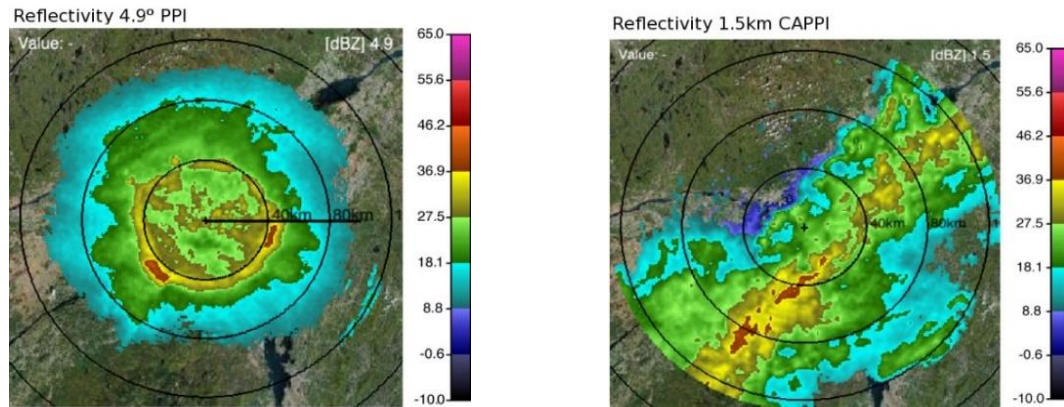 Reflectivity 4.9º PPI
Value: -
[dBZ] 4.9
40km
80km
1
65.0
55.6
46.2
36.9
27.5
18.1
8.8
-0.6
-10.0
Reflectivity 1.5km CAPPI
Value: -
[dBZ] 1.5
40km
80km
1
65.0
55.6
46.2
36.9
27.5
18.1
8.8
-0.6
-10.0